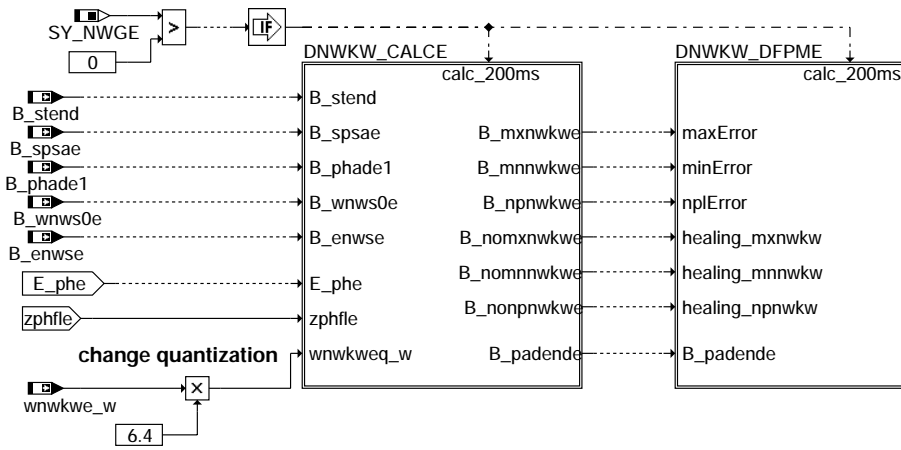 SY_NWGE
>
IF
0
DNWKW_CALCE
DNWKW_DFPME
calc_200ms
calc_200ms
B_stend
B_stend
B_spsae
B_spsae
B_mxnwkwe
maxError
B_phade1
B_phade1
B_mnnwkwe
minError
B_wnws0e
B_wnws0e
B_npnwkwe
nplError
B_enwse
B_enwse
B_nomxnwkwe
healing_mxnwkw
E_phe
E_phe
B_nomnnwkwe
healing_mnnwkw
zphfle
zphfle
B_nonpnwkwe
healing_npnwkw
change quantization
wnwkweq_w
B_padende
B_padende
wnwkwe_w
×
6.4